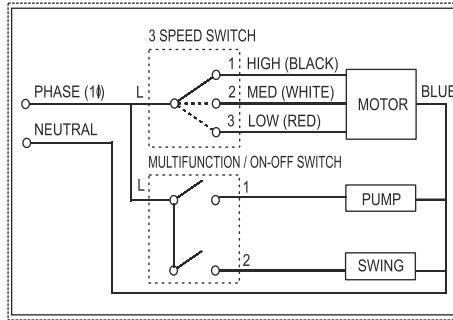 3 SPEED SWITCH
1 HIGH (BLACK)
PHASE (1ϕ) L 2 MED (WHITE) MOTOR BLUE
3 LOW (RED)
NEUTRAL
MULTIFUNCTION / ON-OFF SWITCH
L 1 PUMP
2 SWING